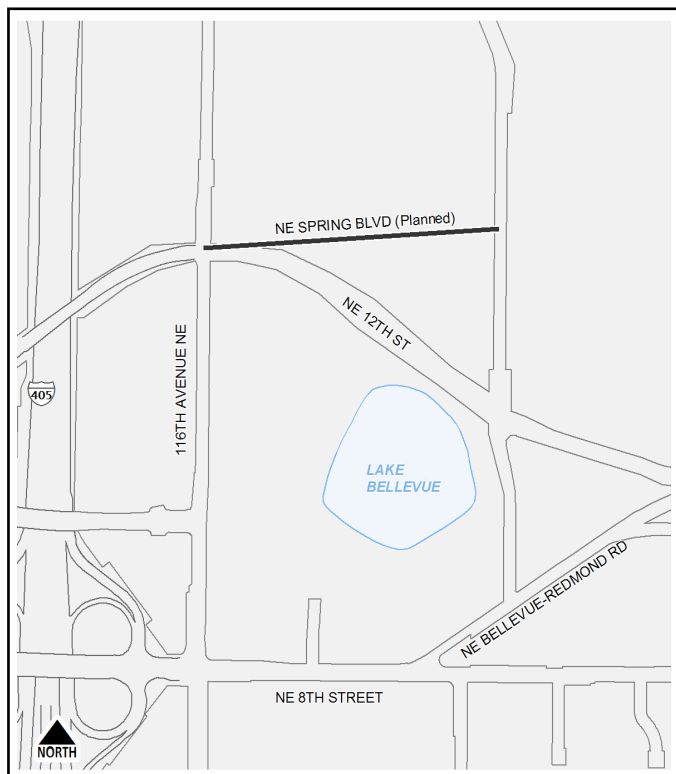 NE SPRING BLVD (Planned)
NE 12TH ST
116TH AVENUE NE
405
LAKE
BELLEVUE
NE BELLEVUE-REDMOND RD
NE 8TH STREET
NORTH